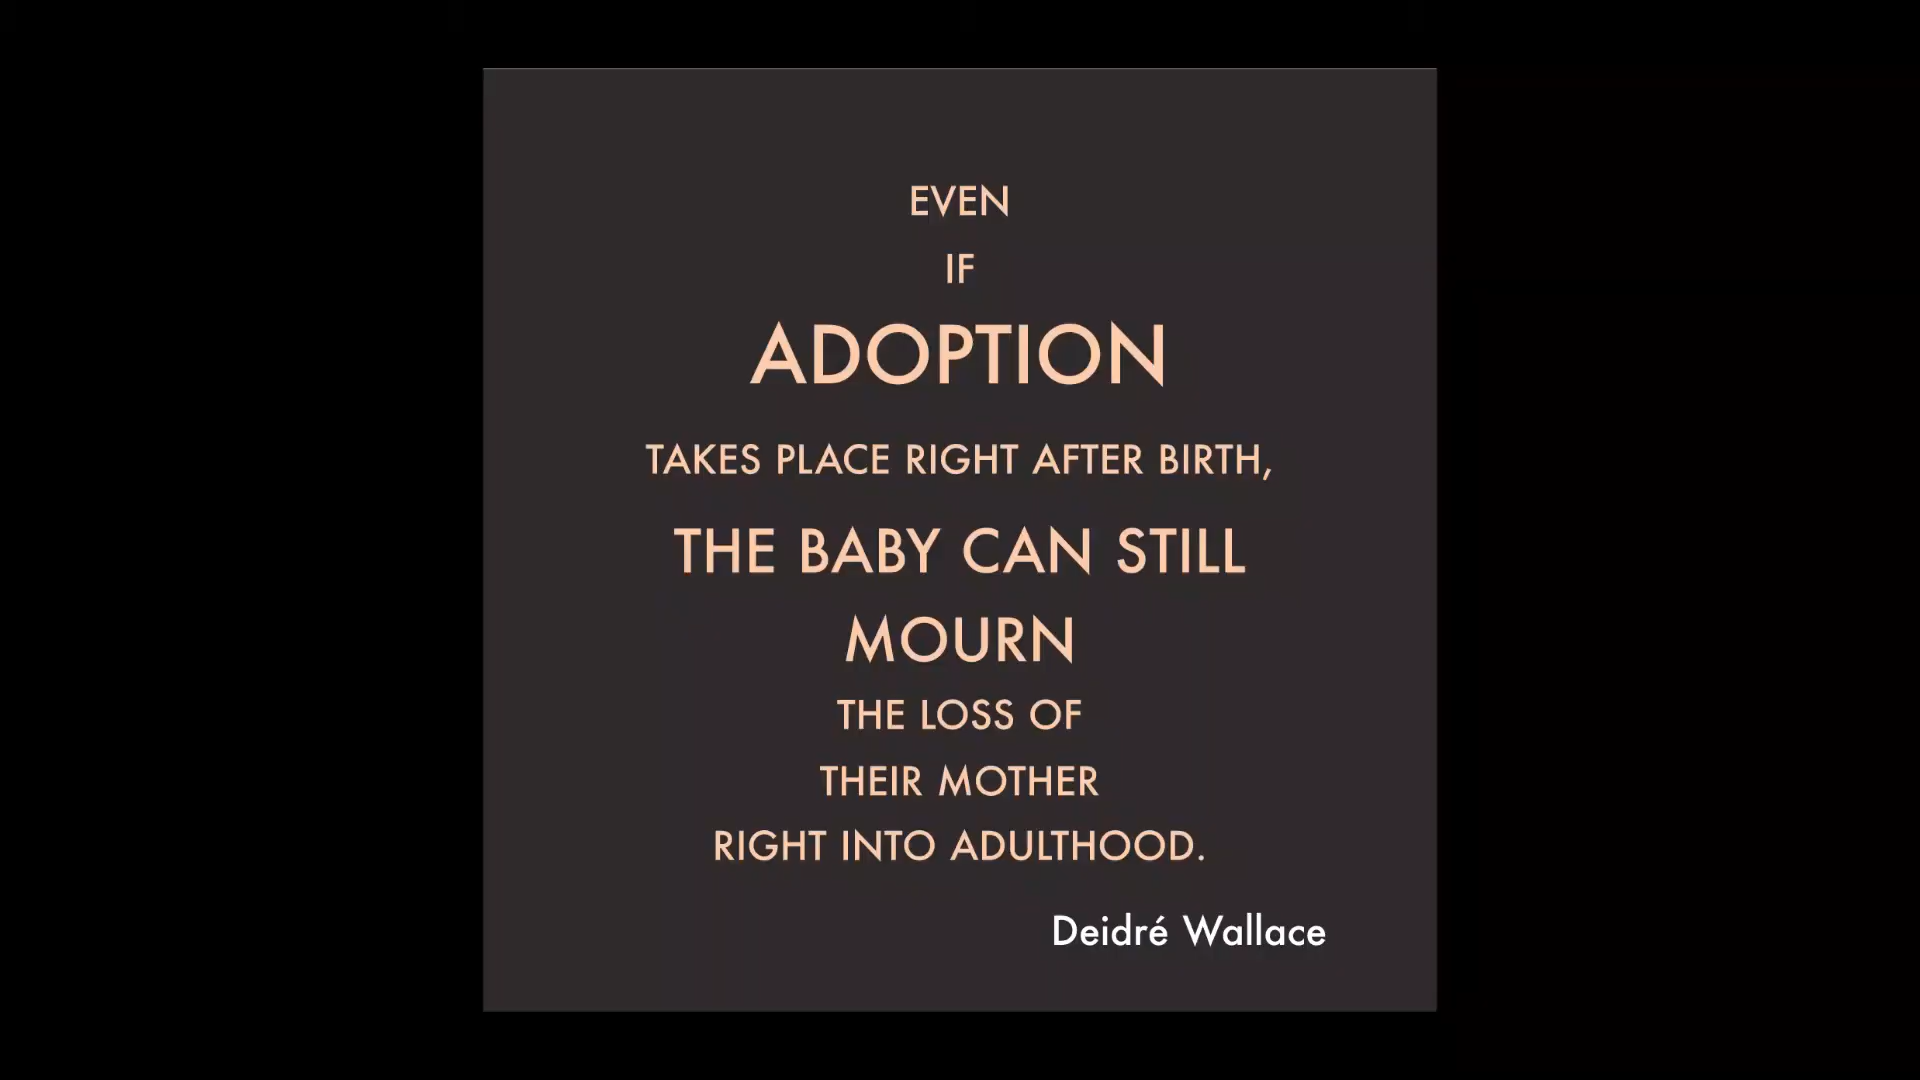 EVEN
IF
ADOPTION
TAKES PLACE RIGHT AFTER BIRTH,
THE BABY CAN STILL
MOURN
THE LOSS OF
THEIR MOTHER
RIGHT INTO ADULTHOOD.
Deidré Wallace